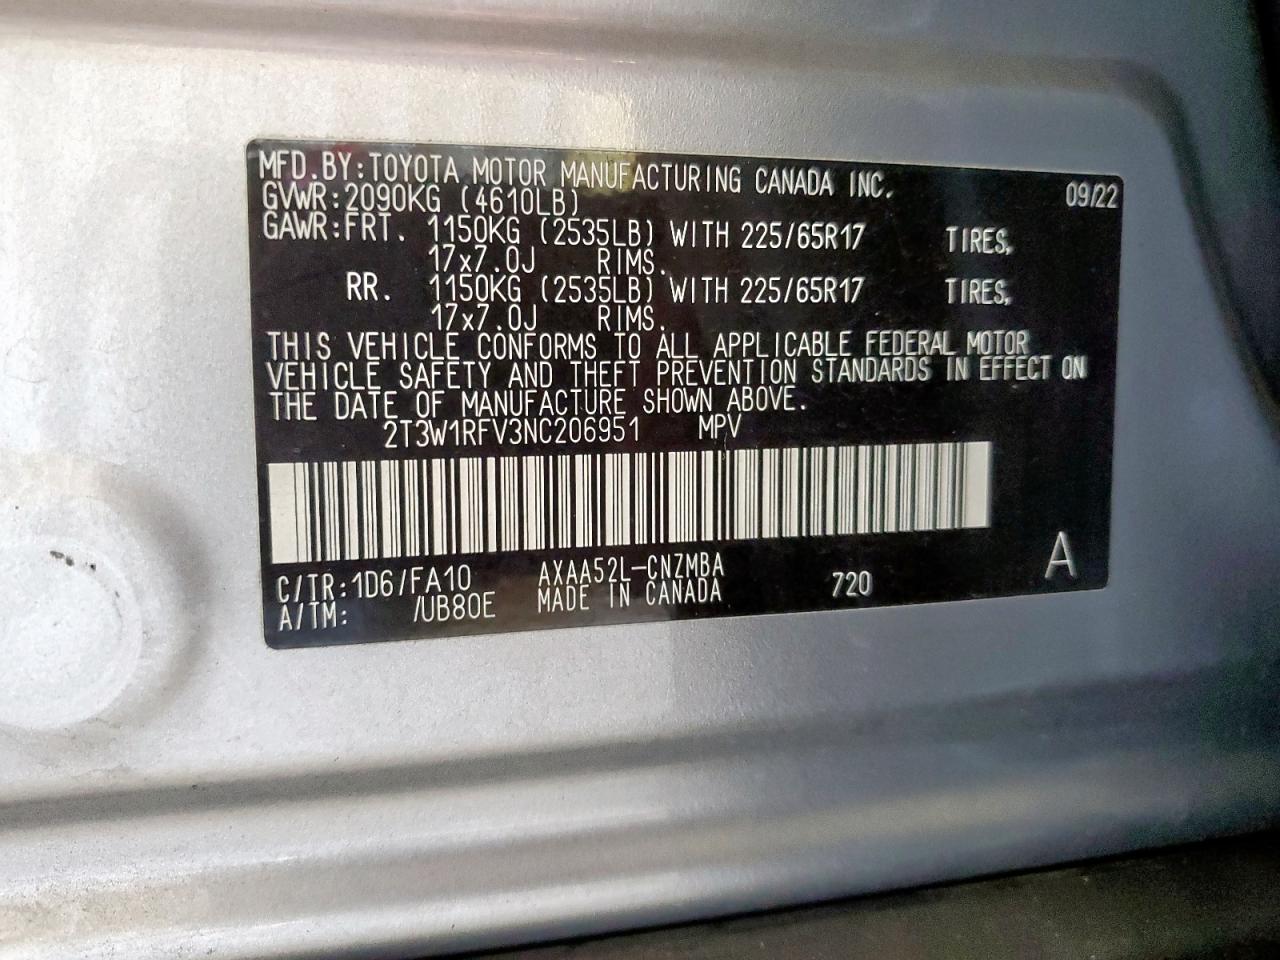 MFD.BY:TOYOTA MOTOR MANUFACTURING CANADA INC. 09/22
GVWR:2090KG (4610LB)
GAWR:FRT. 1150KG (2535LB) WITH 225/65R17 TIRES,
17x7.0J RIMS.
RR. 1150KG (2535LB) WITH 225/65R17 TIRES,
17x7.0J RIMS.
THIS VEHICLE CONFORMS TO ALL APPLICABLE FEDERAL MOTOR
VEHICLE SAFETY AND THEFT PREVENTION STANDARDS IN EFFECT ON
THE DATE OF MANUFACTURE SHOWN ABOVE.
2T3W1RFV3NC206951 MPV
C/TR:1D6/FA10 AXAA52L-CNZMBA 720 A
A/TM: /UB80E MADE IN CANADA